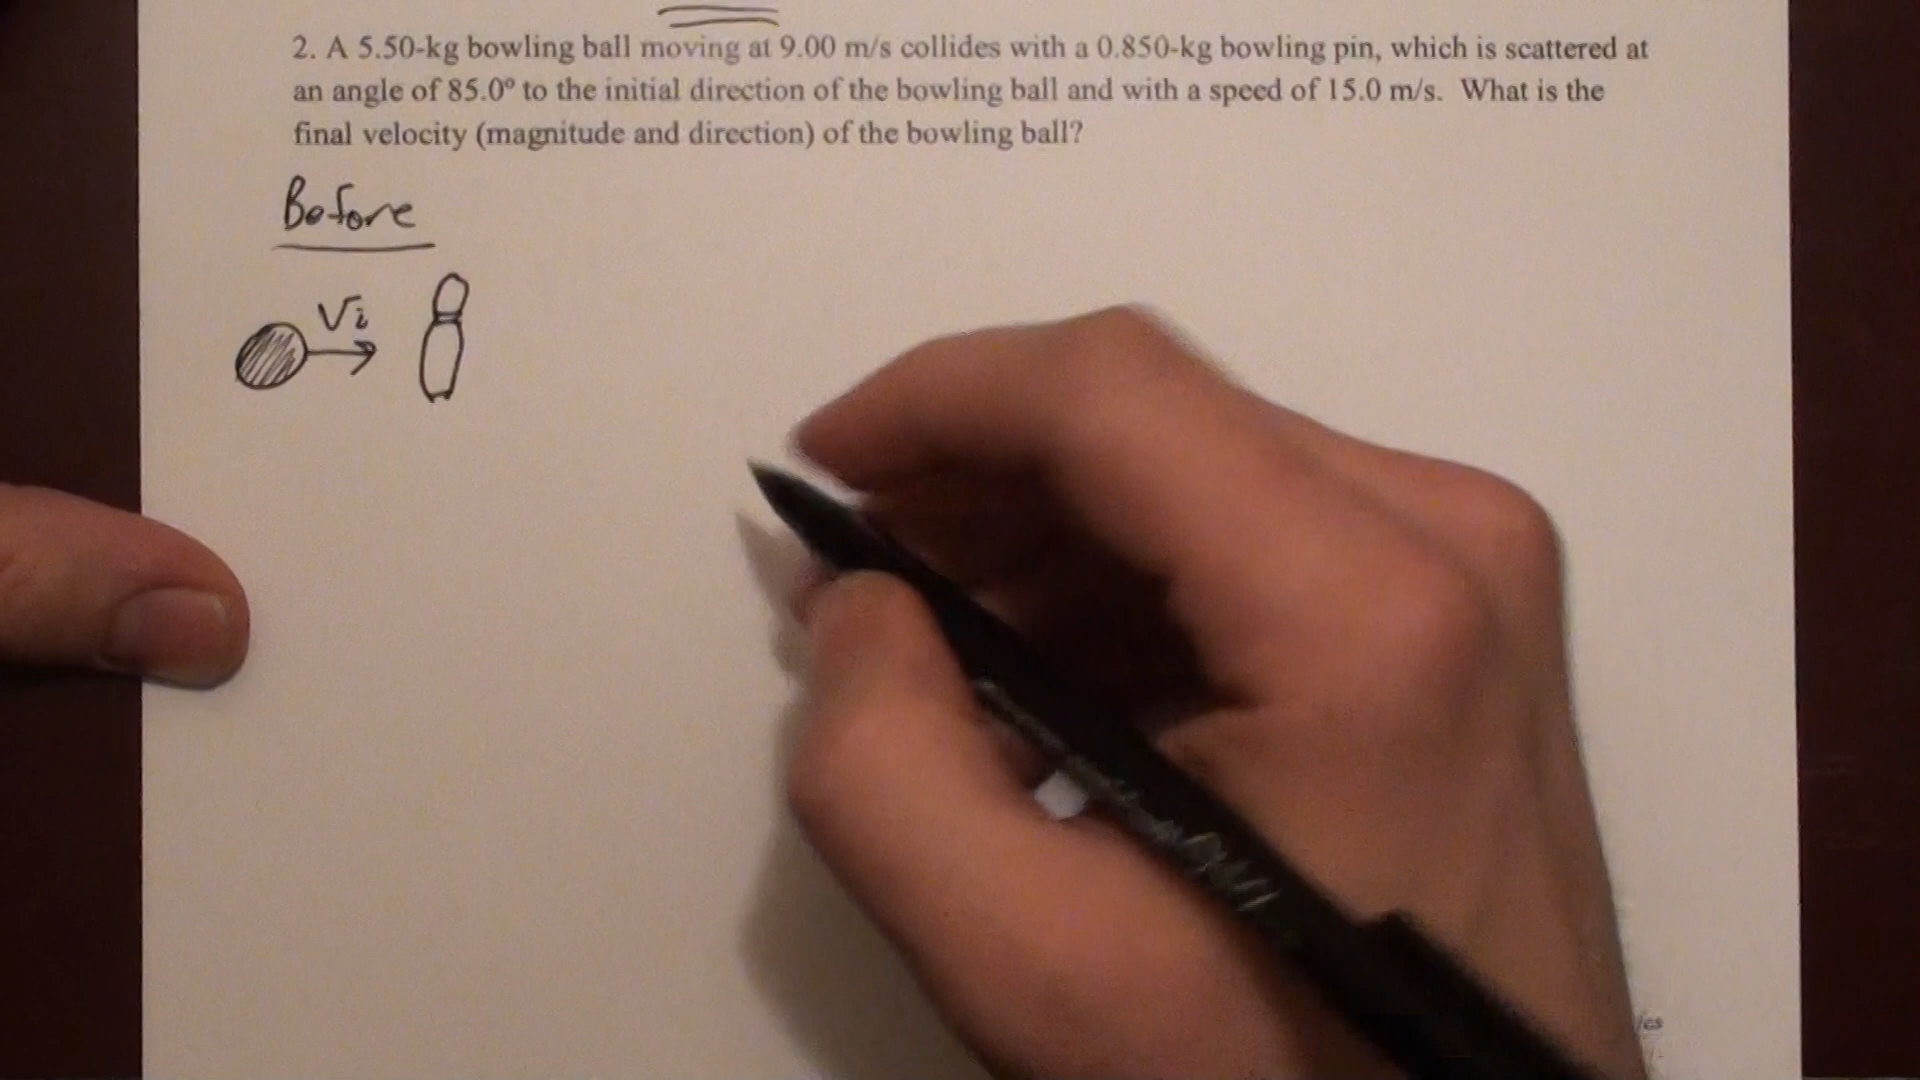 2. A 5.50-kg bowling ball moving at 9.00 m/s collides with a 0.850-kg bowling pin, which is scattered at
an angle of 85.0º to the initial direction of the bowling ball and with a speed of 15.0 m/s. What is the
final velocity (magnitude and direction) of the bowling ball?
Before
Vi